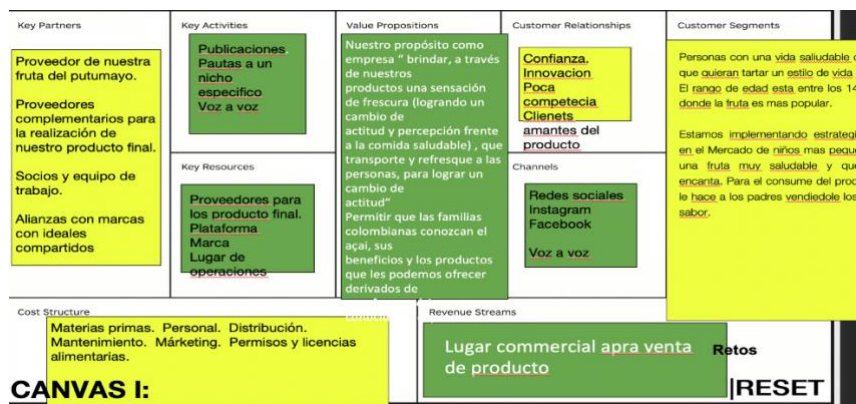 Key Partners
Proveedor de nuestra
fruta del putumayo.
Proveedores
complementarios para
la realización de
nuestro producto final.
Socios y equipo de
trabajo.
Alianzas con marcas
con ideales
compartidos
Key Activities
Publicaciones.
Pautas a un
nicho
especifico
Voz a voz
Key Resources
Proveedores para
los producto final.
Plataforma
Marca
Lugar de
operaciones
Value Propositions
Nuestro propósito como
empresa “ brindar, a través
de nuestros
productos una sensación
de frescura (logrando un
cambio de
actitud y percepción frente
a la comida saludable) , que
transporte y refresque a las
personas, para lograr un
cambio de
actitud”
Permitir que las familias
colombianas conozcan el
açai, sus
beneficios y los productos
que les podemos ofrecer
derivados de
Customer Relationships
Confianza.
Innovacion
Poca
competecia
Clienets
amantes del
producto
Channels
Redes sociales
Instagram
Facebook
Voz a voz
Customer Segments
Personas con una vida saliudable
que quieran tartar un estilo de vida
El rango de edad esta entre los 14
donde la fruta es mas popular.
Estamos implementando estrategi
en el Mercado de niños mas peque
una fruta muy saludable y que
encanta. Para el consume del prod
le hace a los padres vendiedole los
sabor.
Cost Structure
Materias primas. Personal. Distribución.
Mantenimiento. Márketing. Permisos y licencias
alimentarias.
Revenue Streams
Lugar commercial apra venta
de producto
Retos
CANVAS I:
|RESET